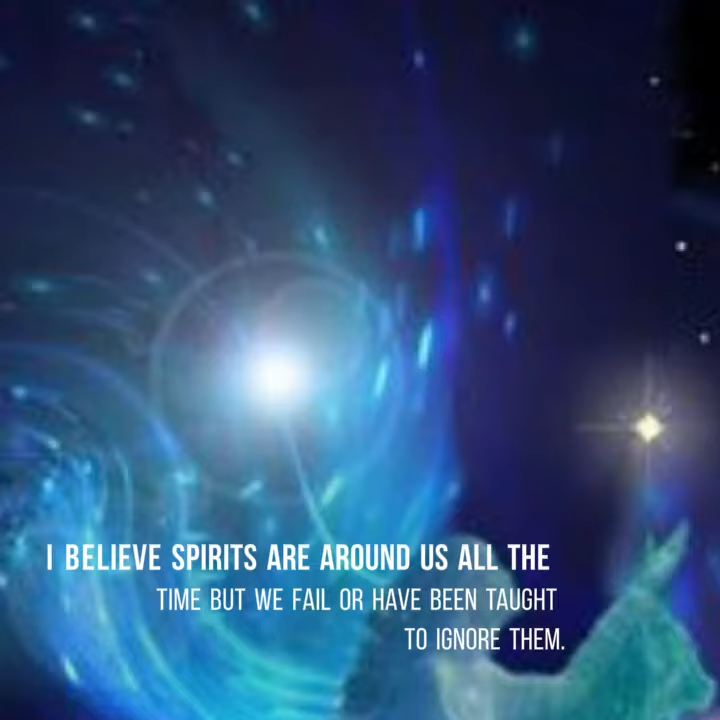 I BELIEVE SPIRITS ARE AROUND US ALL THE
TIME BUT WE FAIL OR HAVE BEEN TAUGHT
TO IGNORE THEM.